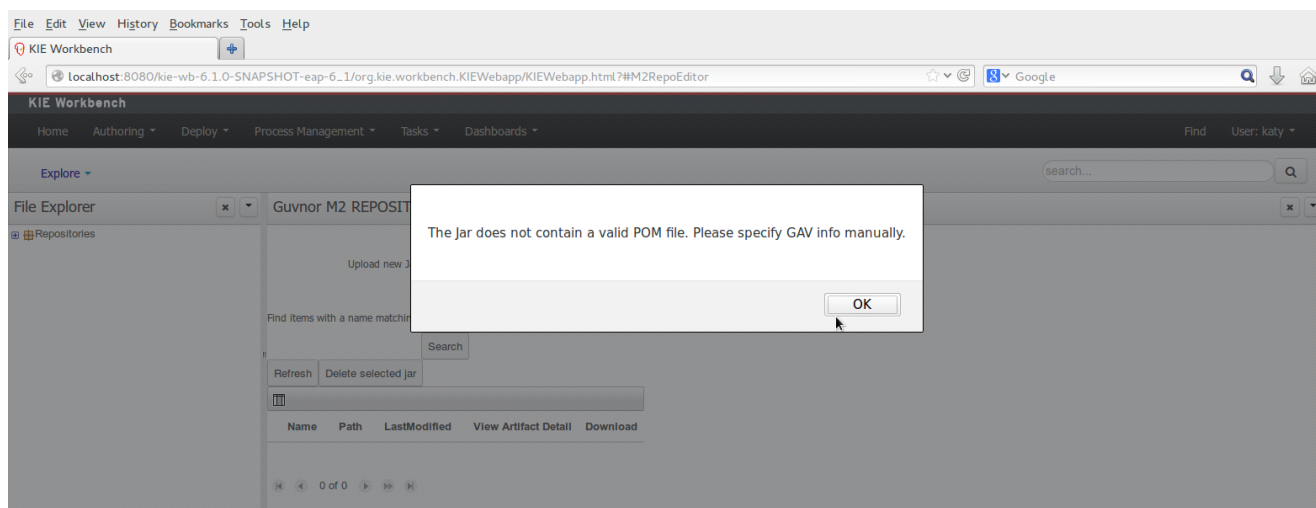 File Edit View History Bookmarks Tools Help
KIE Workbench
localhost:8080/kie-wb-6.1.0-SNAPSHOT-eap-6_1/org.kie.workbench.KIEWebapp/KIEWebapp.html?#M2RepoEditor Google
KIE Workbench
Home Authoring Deploy Process Management Tasks Dashboards Find User: katy
Explore search...
File Explorer Guvnor M2 REPOSIT
Repositories
The Jar does not contain a valid POM file. Please specify GAV info manually.
Upload new J
OK
Find items with a name matchin
Search
Refresh Delete selected jar
Name Path LastModified View Artifact Detail Download
0 of 0